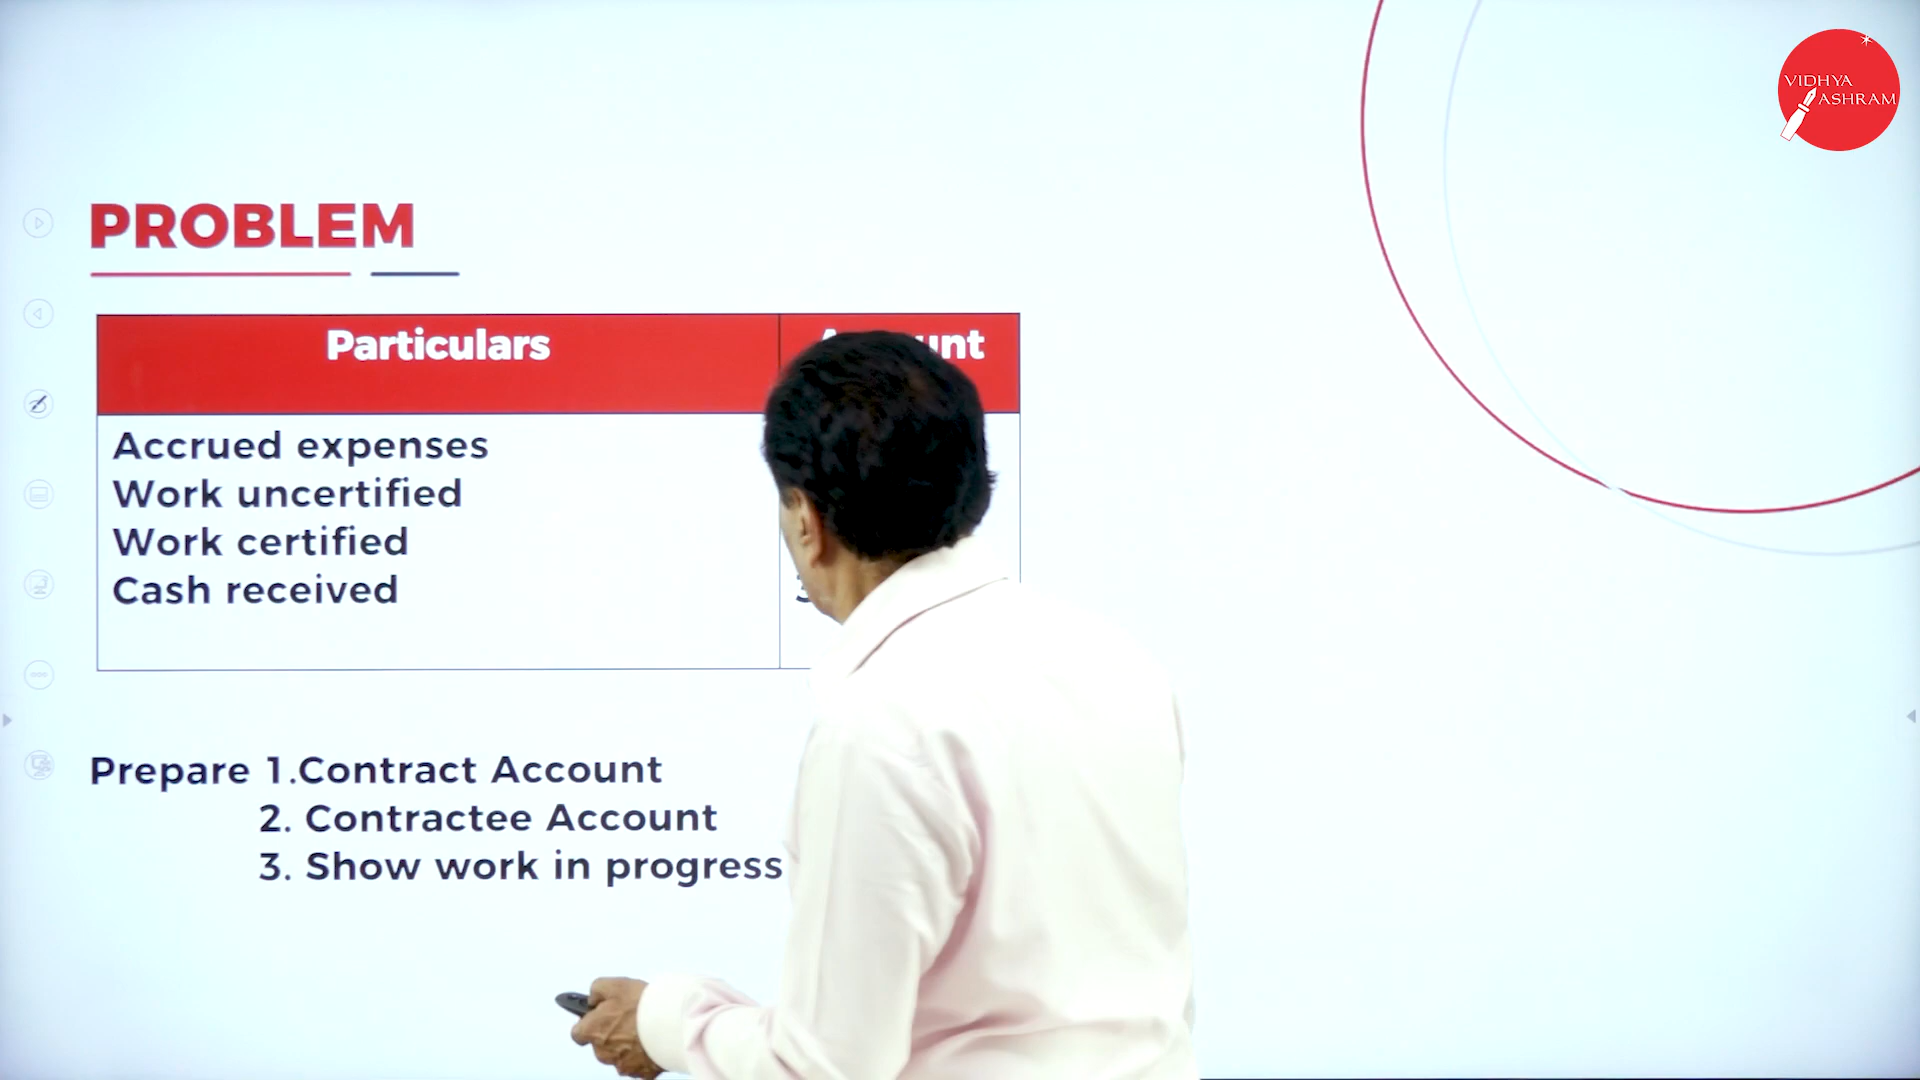 VIDHYA
ASHRAM
PROBLEM
Particulars
Accrued expenses
Work uncertified
Work certified
Cash received
Prepare 1.Contract Account
2. Contractee Account
3. Show work in progress